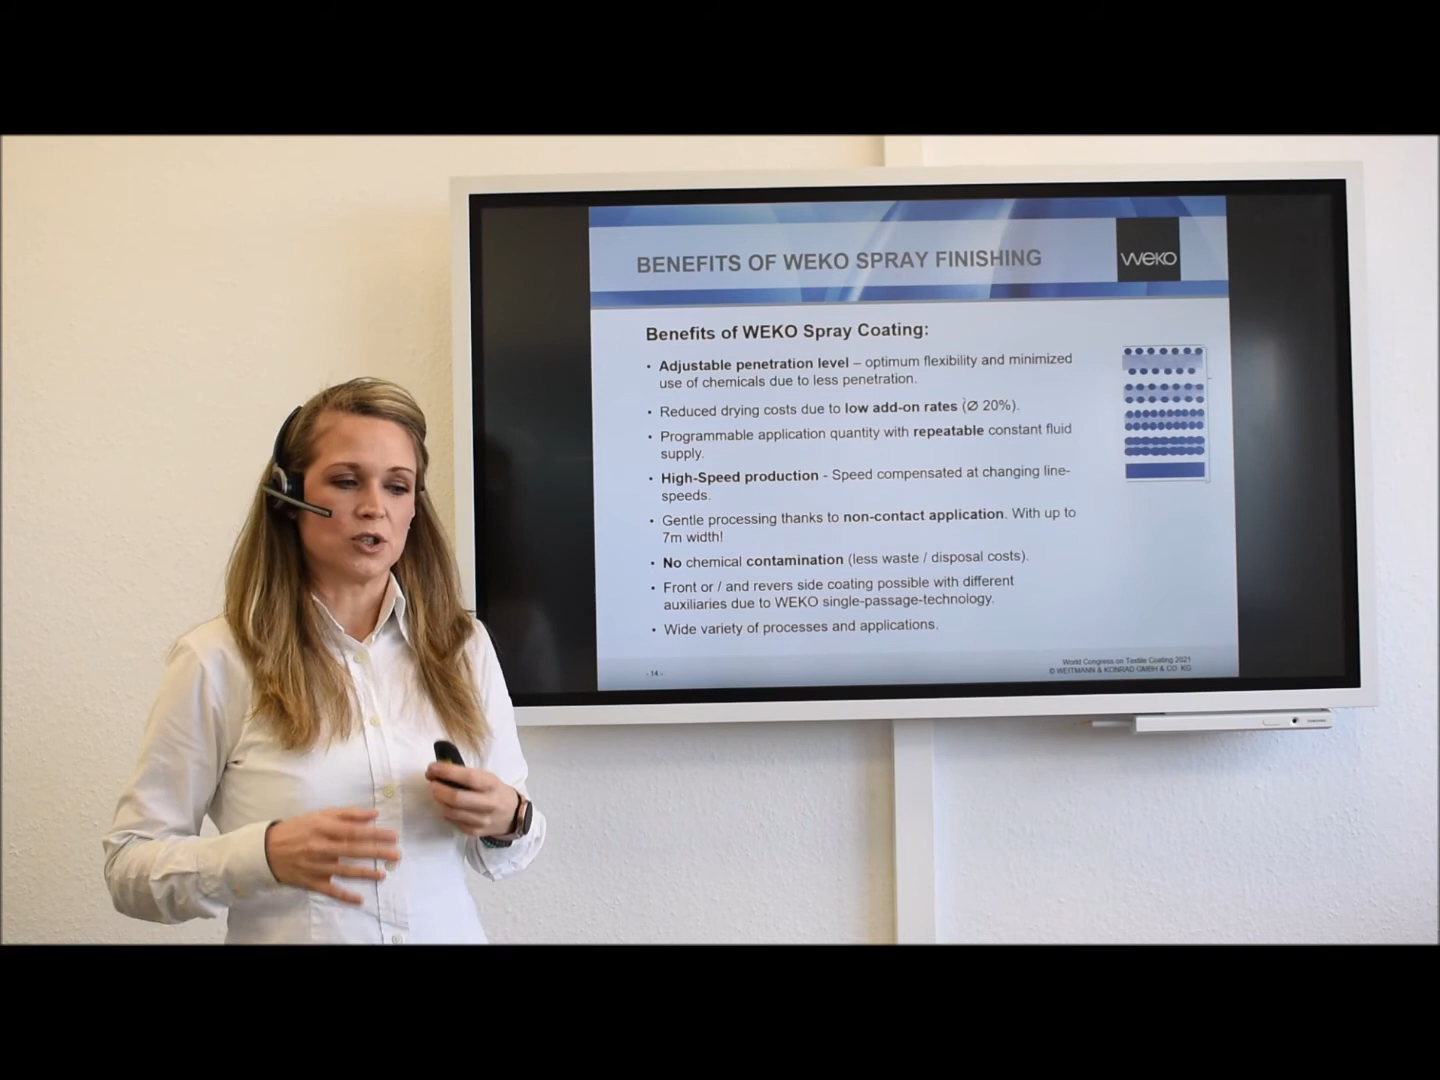 BENEFITS OF WEKO SPRAY FINISHING
weko
Benefits of WEKO Spray Coating:
• Adjustable penetration level – optimum flexibility and minimized
use of chemicals due to less penetration.
• Reduced drying costs due to low add-on rates (Ø 20%).
• Programmable application quantity with repeatable constant fluid
supply.
• High-Speed production - Speed compensated at changing line-
speeds.
• Gentle processing thanks to non-contact application. With up to
7m width!
• No chemical contamination (less waste / disposal costs).
• Front or / and revers side coating possible with different
auxiliaries due to WEKO single-passage-technology.
• Wide variety of processes and applications.
- 14 -
World Congress on Textile Coating 2021
© WEITMANN & KONRAD GMBH & CO. KG